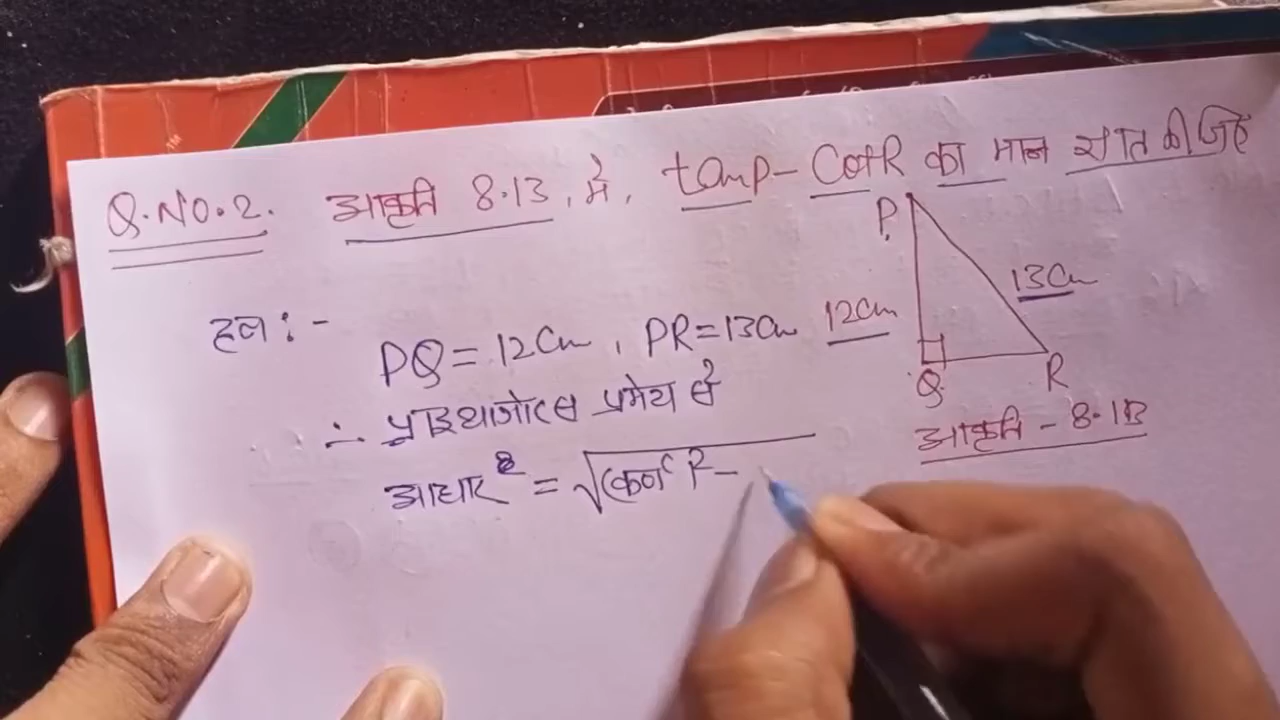 Q.NO.2. आकृति 8.13, में, tanp - CotR का मान ज्ञात कीजिए
P
13Cm
12Cm
Q
R
आकृति - 8.13
हल :-
PQ = 12Cm, PR = 13Cm
∴ प्राइथागोरस प्रमेय से
आधार² = √(कर्ण)² -